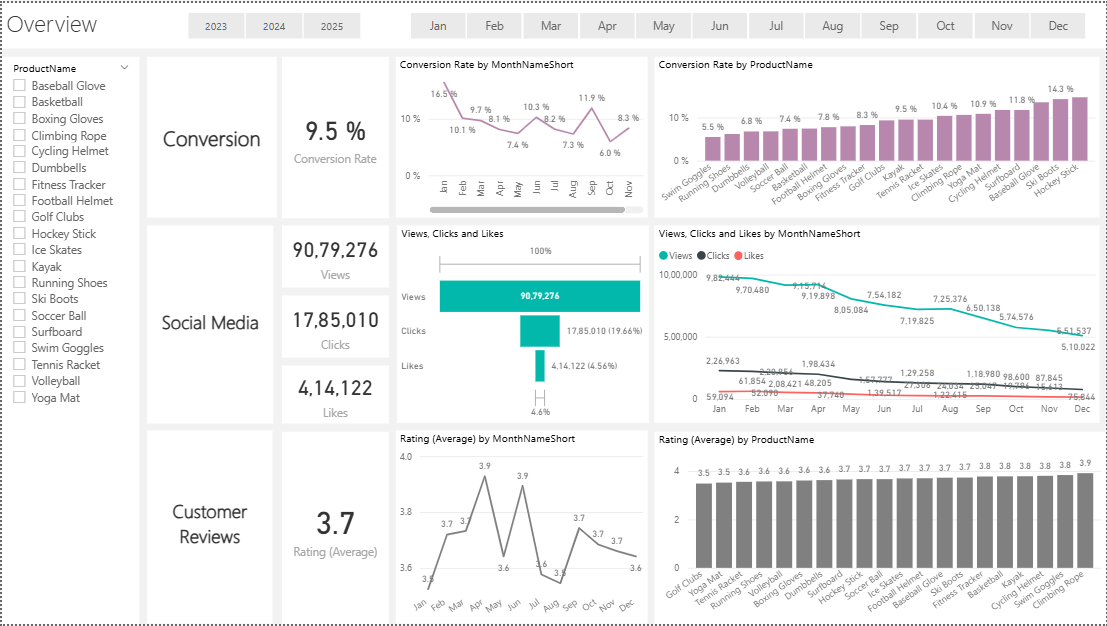 Overview
2023 2024 2025
Jan Feb Mar Apr May Jun Jul Aug Sep Oct Nov Dec
ProductName
Baseball Glove
Basketball
Boxing Gloves
Climbing Rope
Cycling Helmet
Dumbbells
Fitness Tracker
Football Helmet
Golf Clubs
Hockey Stick
Ice Skates
Kayak
Running Shoes
Ski Boots
Soccer Ball
Surfboard
Swim Goggles
Tennis Racket
Volleyball
Yoga Mat
Conversion
9.5 %
Conversion Rate
Conversion Rate by MonthNameShort
16.5 % 10.1 % 9.7 % 8.1 % 7.4 % 10.3 % 8.2 % 7.3 % 11.9 % 6.0 % 8.3 %
10 %
0 %
Jan Feb Mar Apr May Jun Jul Aug Sep Oct Nov
Conversion Rate by ProductName
5.5 % 6.8 % 7.4 % 7.8 % 8.3 % 9.5 % 10.4 % 10.9 % 11.8 % 14.3 %
10 %
0 %
Swim Goggles Running Shoes Dumbbells Volleyball Soccer Ball Basketball Football Helmet Boxing Gloves Fitness Tracker Golf Clubs Kayak Tennis Racket Ice Skates Climbing Rope Yoga Mat Cycling Helmet Surfboard Baseball Glove Ski Boots Hockey Stick
Social Media
90,79,276
Views
17,85,010
Clicks
4,14,122
Likes
Views, Clicks and Likes
100%
Views 90,79,276
Clicks 17,85,010 (19.66%)
Likes 4,14,122 (4.56%)
4.6%
Views, Clicks and Likes by MonthNameShort
Views Clicks Likes
10,00,000
5,00,000
0
9,82,444 9,70,480 9,15,714 9,19,898 8,05,084 7,54,182 7,19,825 7,25,376 6,50,138 5,74,576 5,51,537 5,10,022
2,26,963 2,08,421 1,98,434 1,57,777 1,39,517 1,29,258 1,22,415 1,18,980 98,600 87,845 75,844
59,094 61,854 52,090 48,205 37,740 27,308 24,034 25,047
Jan Feb Mar Apr May Jun Jul Aug Sep Oct Nov Dec
Customer
Reviews
3.7
Rating (Average)
Rating (Average) by MonthNameShort
4.0
3.8
3.6
3.5 3.7 3.7 3.9 3.6 3.9 3.6 3.5 3.7 3.7 3.7 3.6
Jan Feb Mar Apr May Jun Jul Aug Sep Oct Nov Dec
Rating (Average) by ProductName
4
2
0
3.5 3.5 3.6 3.6 3.6 3.6 3.6 3.7 3.7 3.7 3.7 3.7 3.7 3.7 3.8 3.8 3.8 3.8 3.8 3.9
Golf Clubs Yoga Mat Tennis Racket Running Shoes Volleyball Boxing Gloves Dumbbells Surfboard Hockey Stick Soccer Ball Ice Skates Football Helmet Baseball Glove Ski Boots Fitness Tracker Basketball Kayak Cycling Helmet Swim Goggles Climbing Rope